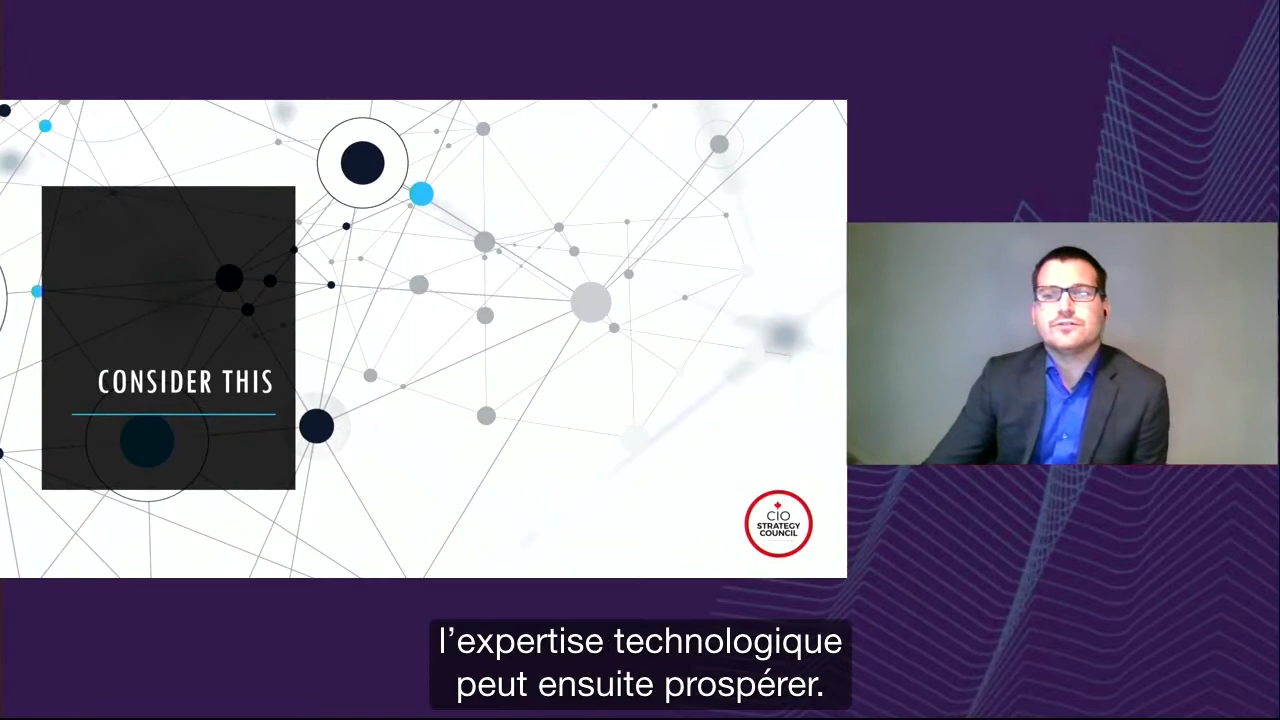 CONSIDER THIS
CIO
STRATEGY
COUNCIL
l’expertise technologique
peut ensuite prospérer.